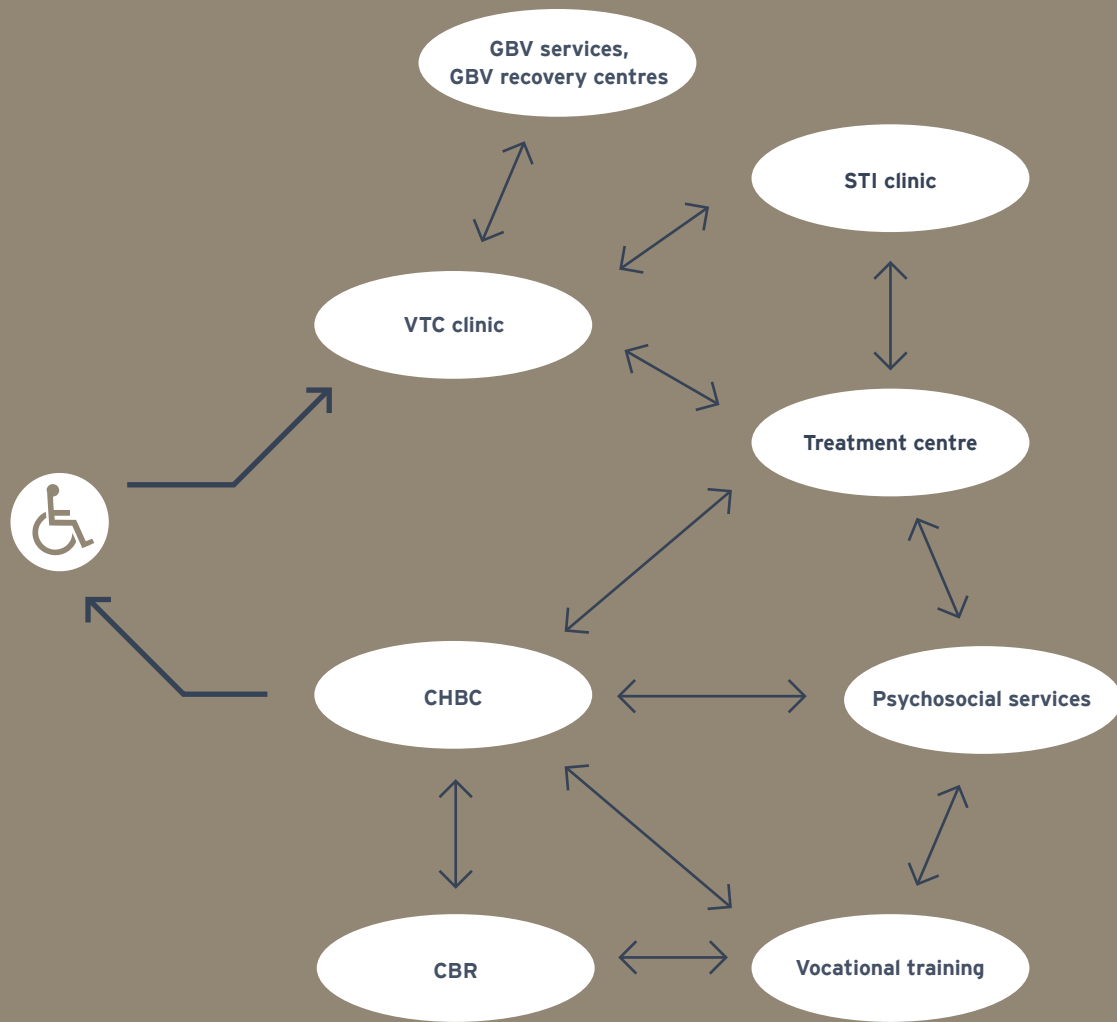 GBV services,
GBV recovery centres
STI clinic
VTC clinic
Treatment centre
CHBC
Psychosocial services
CBR
Vocational training